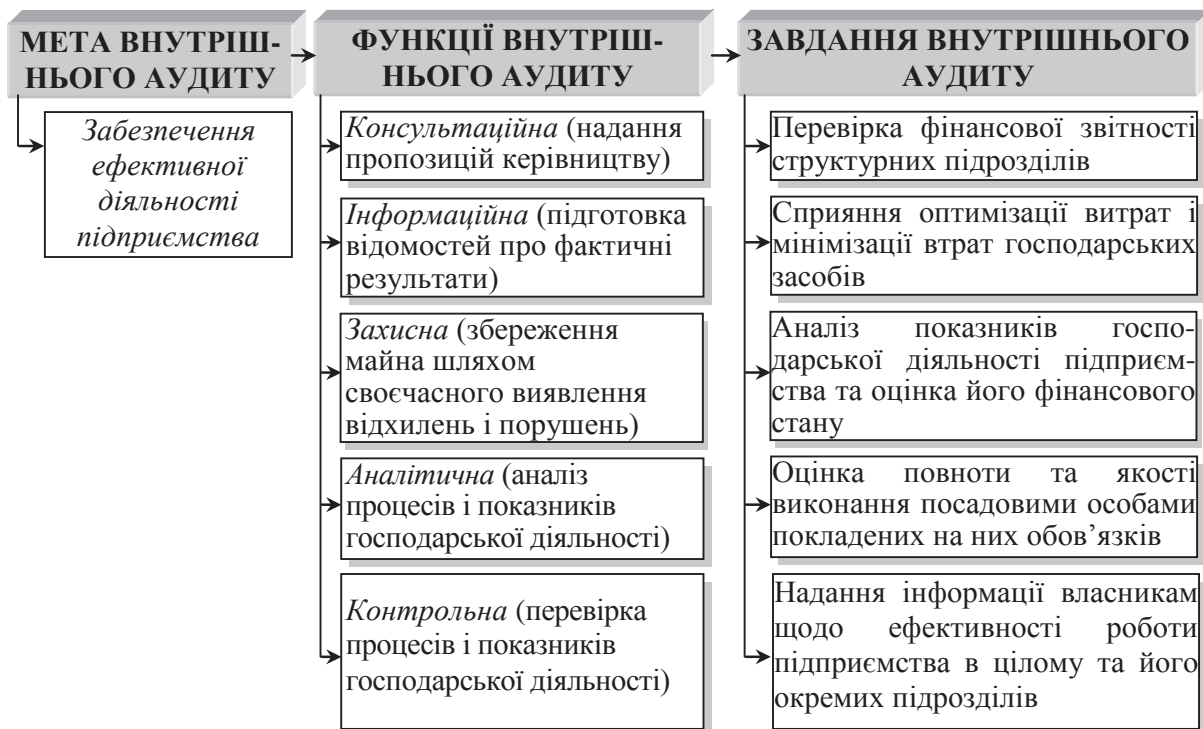 МЕТА ВНУТРІШ-
НЬОГО АУДИТУ
Забезпечення
ефективної
діяльності
підприємства
ФУНКЦІЇ ВНУТРІШ-
НЬОГО АУДИТУ
Консультаційна (надання
пропозицій керівництву)
Інформаційна (підготовка
відомостей про фактичні
результати)
Захисна (збереження
майна шляхом
своєчасного виявлення
відхилень і порушень)
Аналітична (аналіз
процесів і показників
господарської діяльності)
Контрольна (перевірка
процесів і показників
господарської діяльності)
ЗАВДАННЯ ВНУТРІШНЬОГО
АУДИТУ
Перевірка фінансової звітності
структурних підрозділів
Сприяння оптимізації витрат і
мінімізації втрат господарських
засобів
Аналіз показників госпо-
дарської діяльності підприєм-
ства та оцінка його фінансового
стану
Оцінка повноти та якості
виконання посадовими особами
покладених на них обов’язків
Надання інформації власникам
щодо ефективності роботи
підприємства в цілому та його
окремих підрозділів